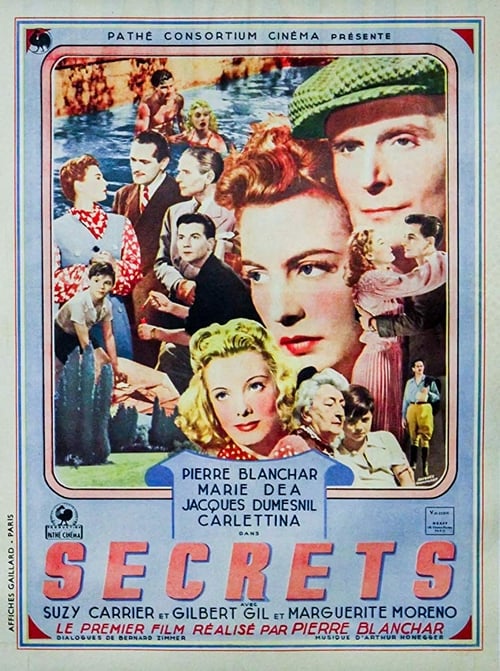 PATHÉ CONSORTIUM CINÉMA PRÉSENTE
PIERRE BLANCHAR
MARIE DEA
JACQUES DUMESNIL
CARLETTINA
DANS
PATHÉ CINÉMA
SECRETS
AVEC
SUZY CARRIER ET GILBERT GIL ET MARGUERITE MORENO
LE PREMIER FILM RÉALISÉ PAR PIERRE BLANCHAR
DIALOGUES DE BERNARD ZIMMER MUSIQUE D'ARTHUR HONEGGER
AFFICHES GAILLARD - PARIS